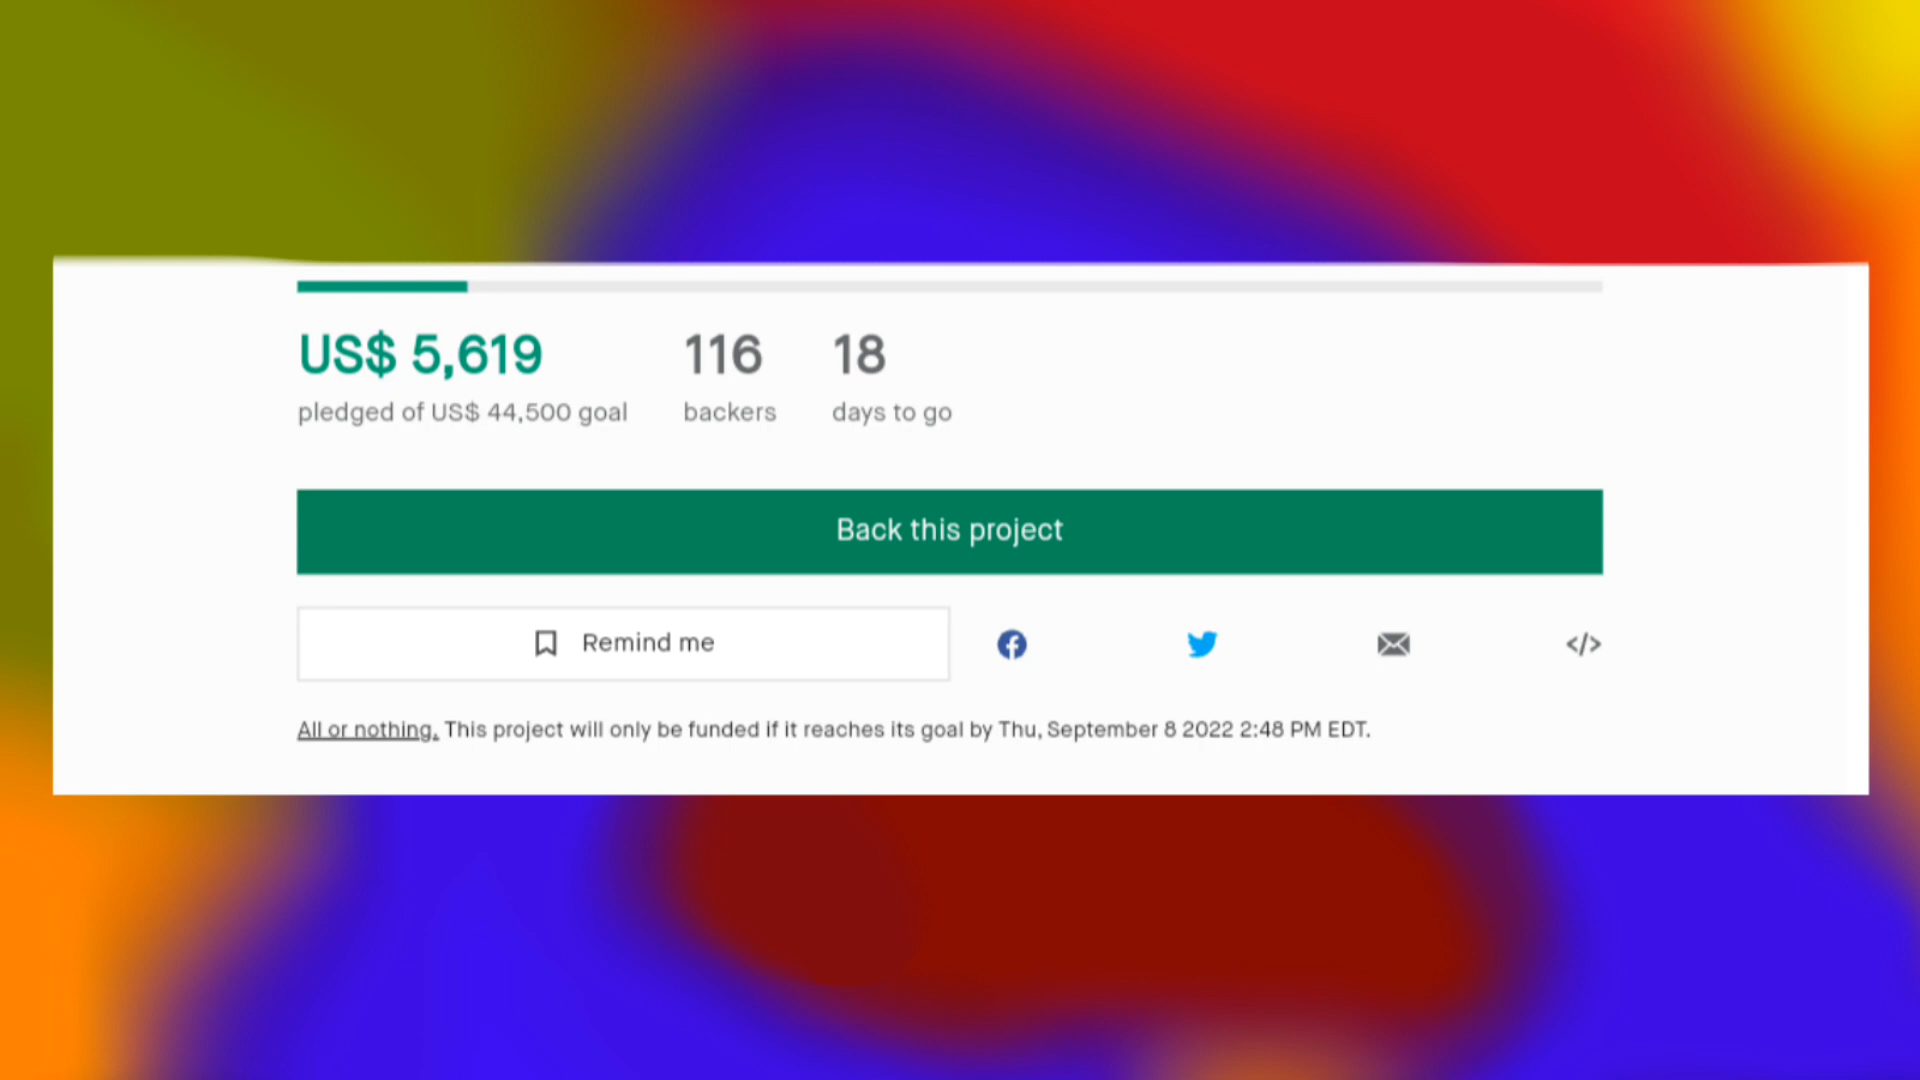 US$ 5,619 116 18
pledged of US$ 44,500 goal backers days to go
Back this project
Remind me
All or nothing. This project will only be funded if it reaches its goal by Thu, September 8 2022 2:48 PM EDT.